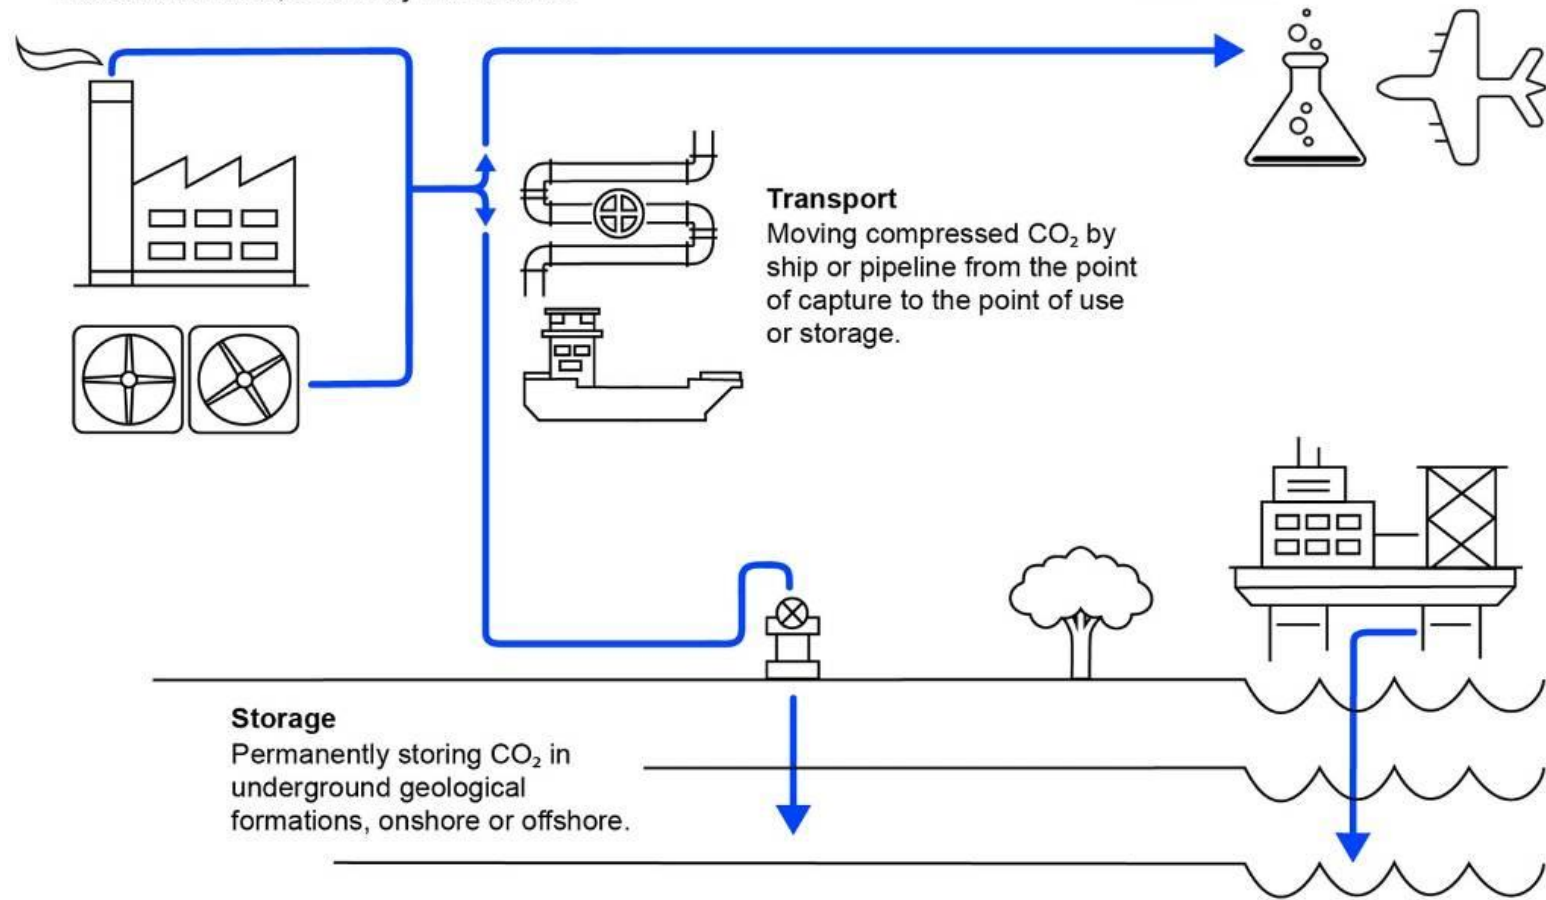 Transport
Moving compressed CO₂ by
ship or pipeline from the point
of capture to the point of use
or storage.
Storage
Permanently storing CO₂ in
underground geological
formations, onshore or offshore.